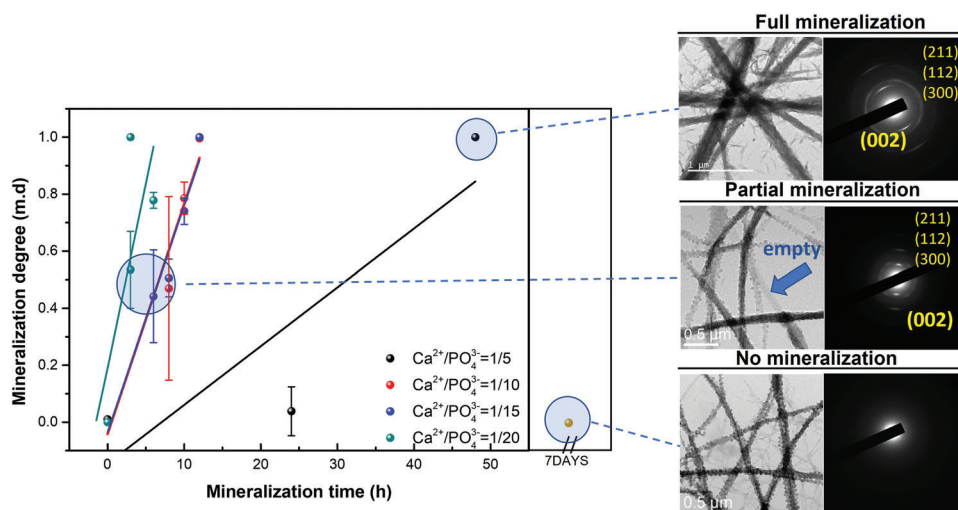 Full mineralization
(211)
(112)
(300)
(002)
1 μm
Partial mineralization
(211)
(112)
(300)
empty
(002)
0.5 μm
No mineralization
0.5 μm
Mineralization degree (m.d)
1.0
0.8
0.6
0.4
0.2
0.0
Ca²⁺/PO₄³⁻=1/5
Ca²⁺/PO₄³⁻=1/10
Ca²⁺/PO₄³⁻=1/15
Ca²⁺/PO₄³⁻=1/20
0
10
20
30
40
50
7DAYS
Mineralization time (h)